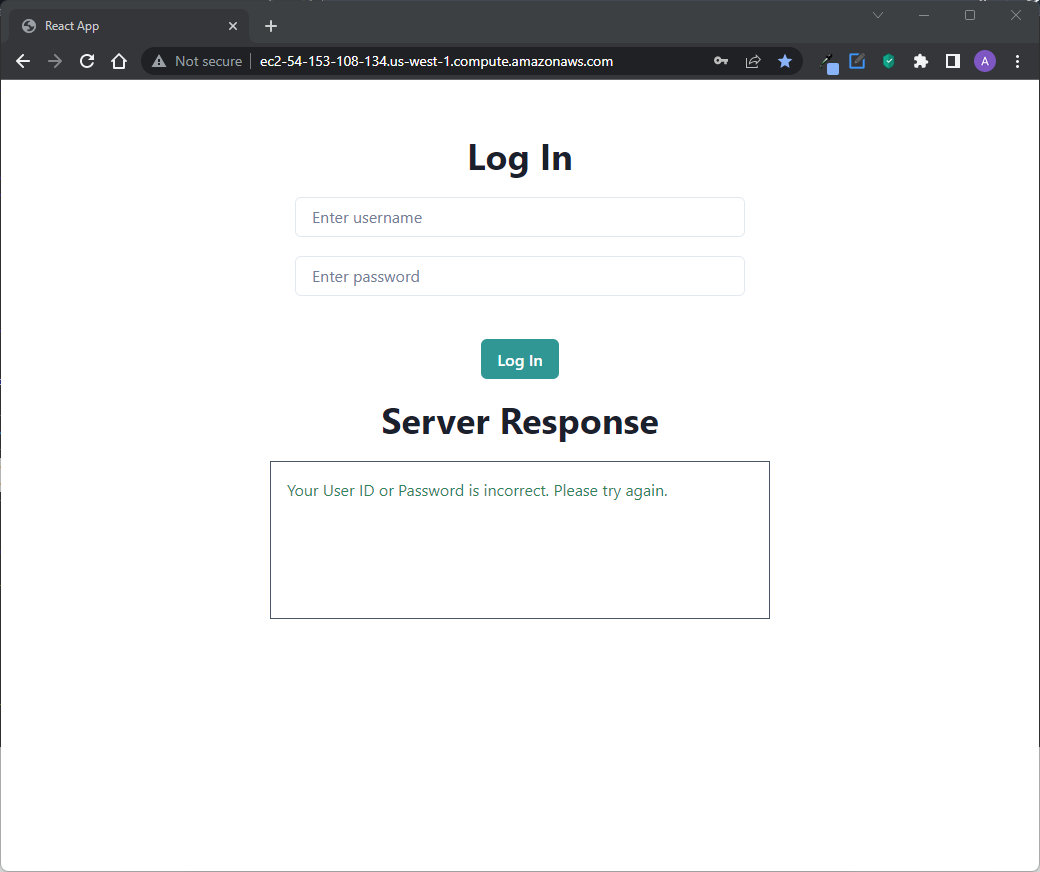 React App
Not secure
ec2-54-153-108-134.us-west-1.compute.amazonaws.com
A
Log In
Enter username
Enter password
Log In
Server Response
Your User ID or Password is incorrect. Please try again.